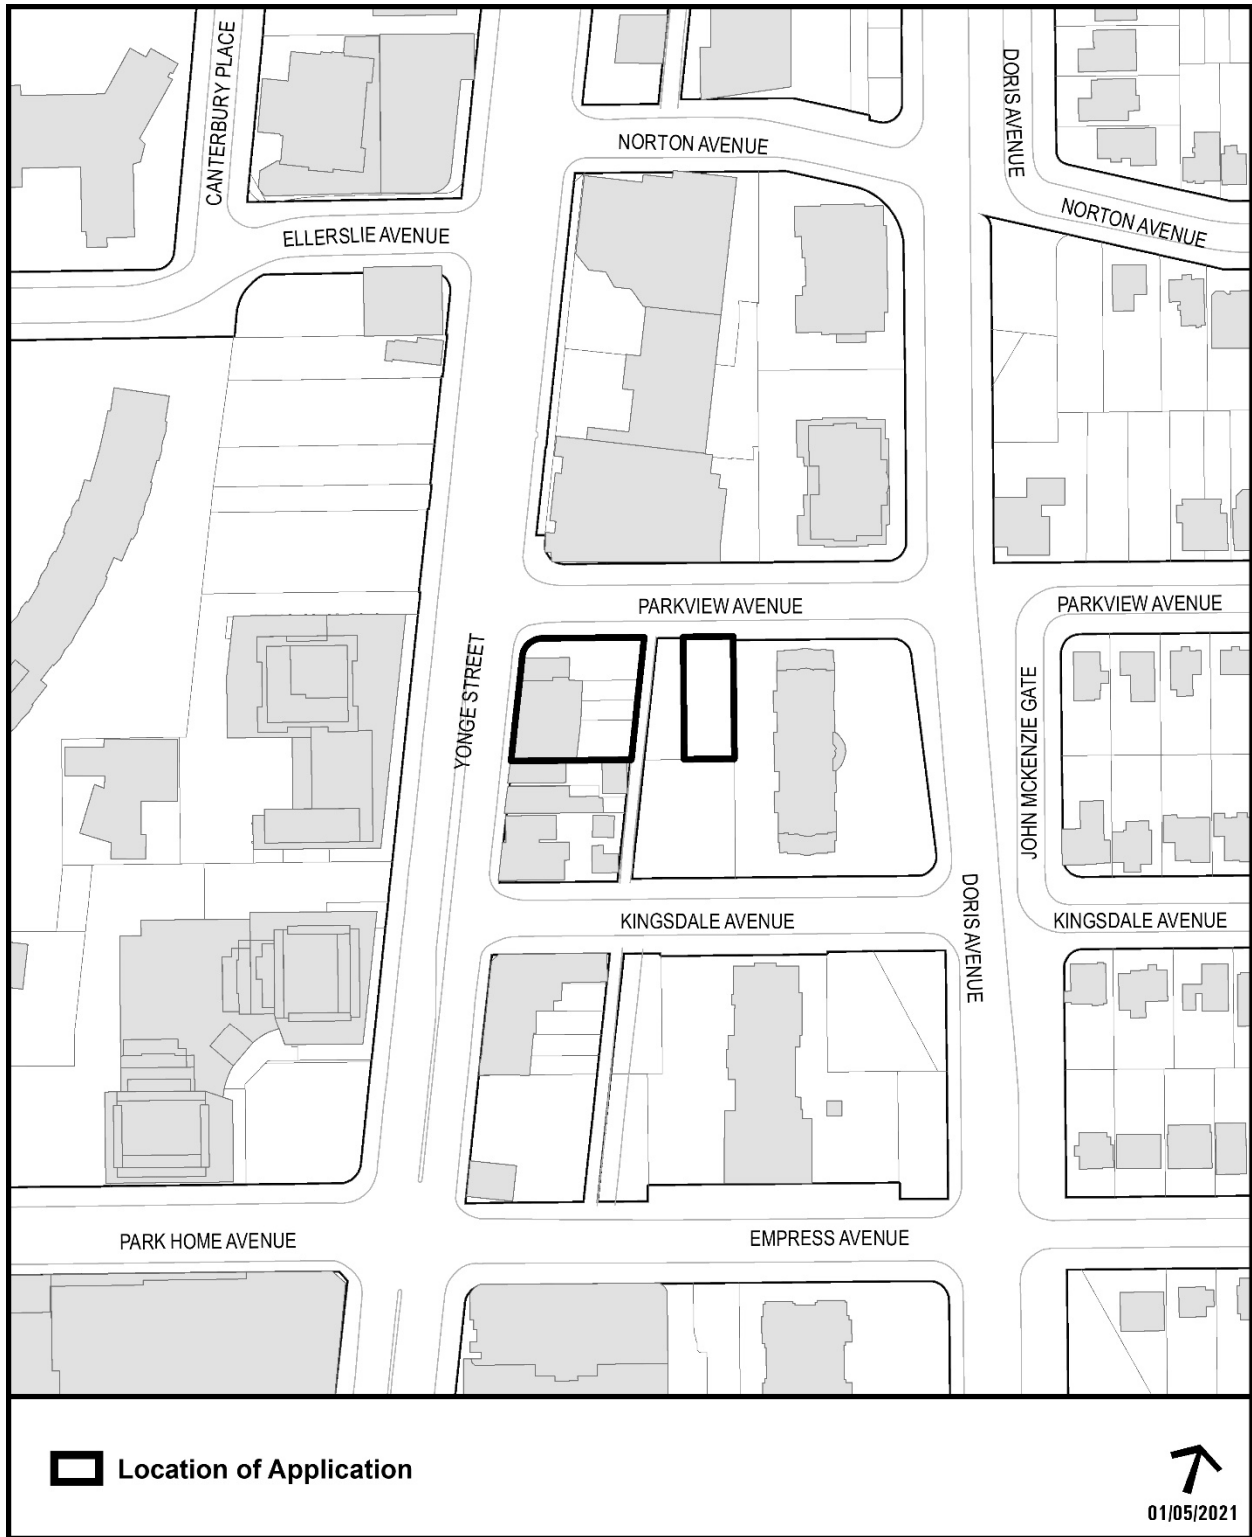 CANTERBURY PLACE
DORIS AVENUE
NORTON AVENUE
NORTON AVENUE
ELLERSLIE AVENUE
PARKVIEW AVENUE
PARKVIEW AVENUE
YONGE STREET
JOHN MCKENZIE GATE
DORIS AVENUE
KINGSDALE AVENUE
KINGSDALE AVENUE
PARK HOME AVENUE
EMPRESS AVENUE
Location of Application
01/05/2021